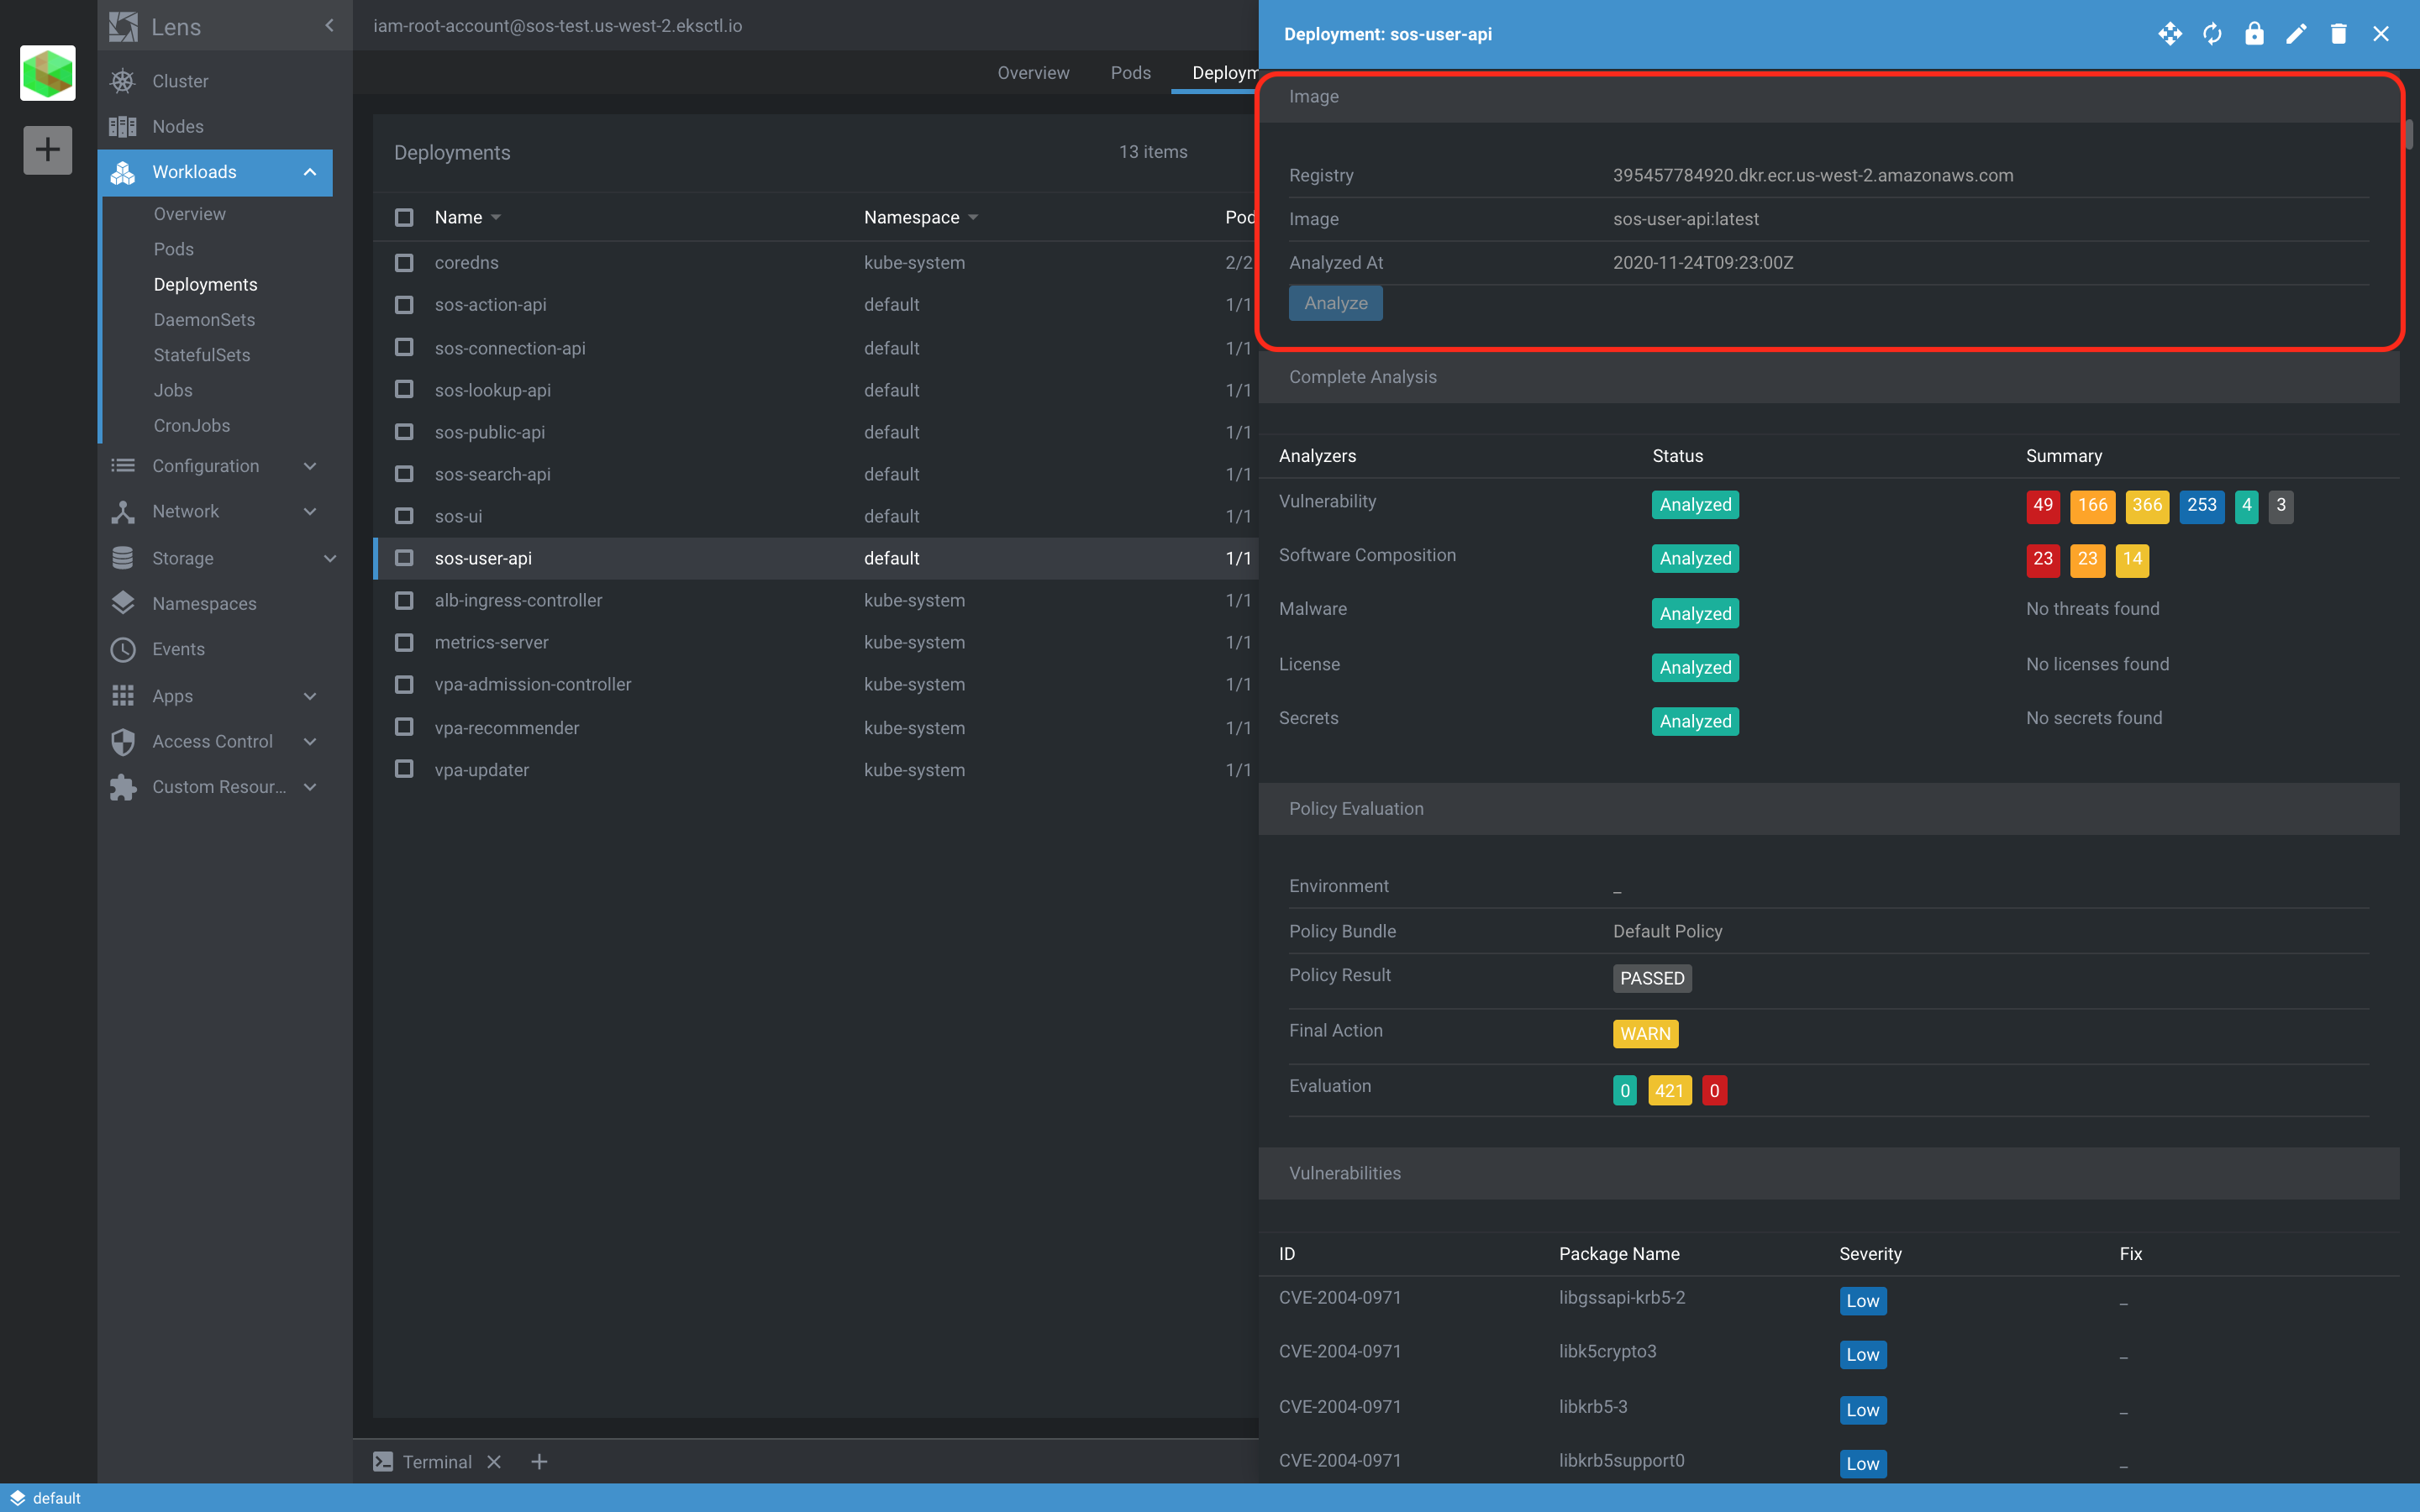 Lens
Cluster
Nodes
Workloads
Overview
Pods
Deployments
DaemonSets
StatefulSets
Jobs
CronJobs
Configuration
Network
Storage
Namespaces
Events
Apps
Access Control
Custom Resour...
iam-root-account@sos-test.us-west-2.eksctl.io
Overview Pods Deploym
Deployments 13 items
Name Namespace Pod
coredns kube-system 2/2
sos-action-api default 1/1
sos-connection-api default 1/1
sos-lookup-api default 1/1
sos-public-api default 1/1
sos-search-api default 1/1
sos-ui default 1/1
sos-user-api default 1/1
alb-ingress-controller kube-system 1/1
metrics-server kube-system 1/1
vpa-admission-controller kube-system 1/1
vpa-recommender kube-system 1/1
vpa-updater kube-system 1/1
Terminal
Deployment: sos-user-api
Image
Registry 395457784920.dkr.ecr.us-west-2.amazonaws.com
Image sos-user-api:latest
Analyzed At 2020-11-24T09:23:00Z
Analyze
Complete Analysis
Analyzers Status Summary
Vulnerability Analyzed 49 166 366 253 4 3
Software Composition Analyzed 23 23 14
Malware Analyzed No threats found
License Analyzed No licenses found
Secrets Analyzed No secrets found
Policy Evaluation
Environment _
Policy Bundle Default Policy
Policy Result PASSED
Final Action WARN
Evaluation 0 421 0
Vulnerabilities
ID Package Name Severity Fix
CVE-2004-0971 libgssapi-krb5-2 Low _
CVE-2004-0971 libk5crypto3 Low _
CVE-2004-0971 libkrb5-3 Low _
CVE-2004-0971 libkrb5support0 Low _
default